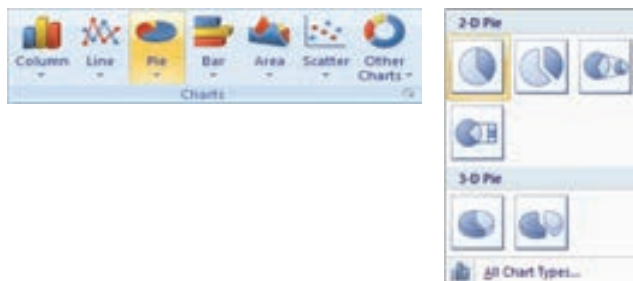 Column Line Pie Bar Area Scatter Other
Charts
Charts
2-D Pie
3-D Pie
All Chart Types...